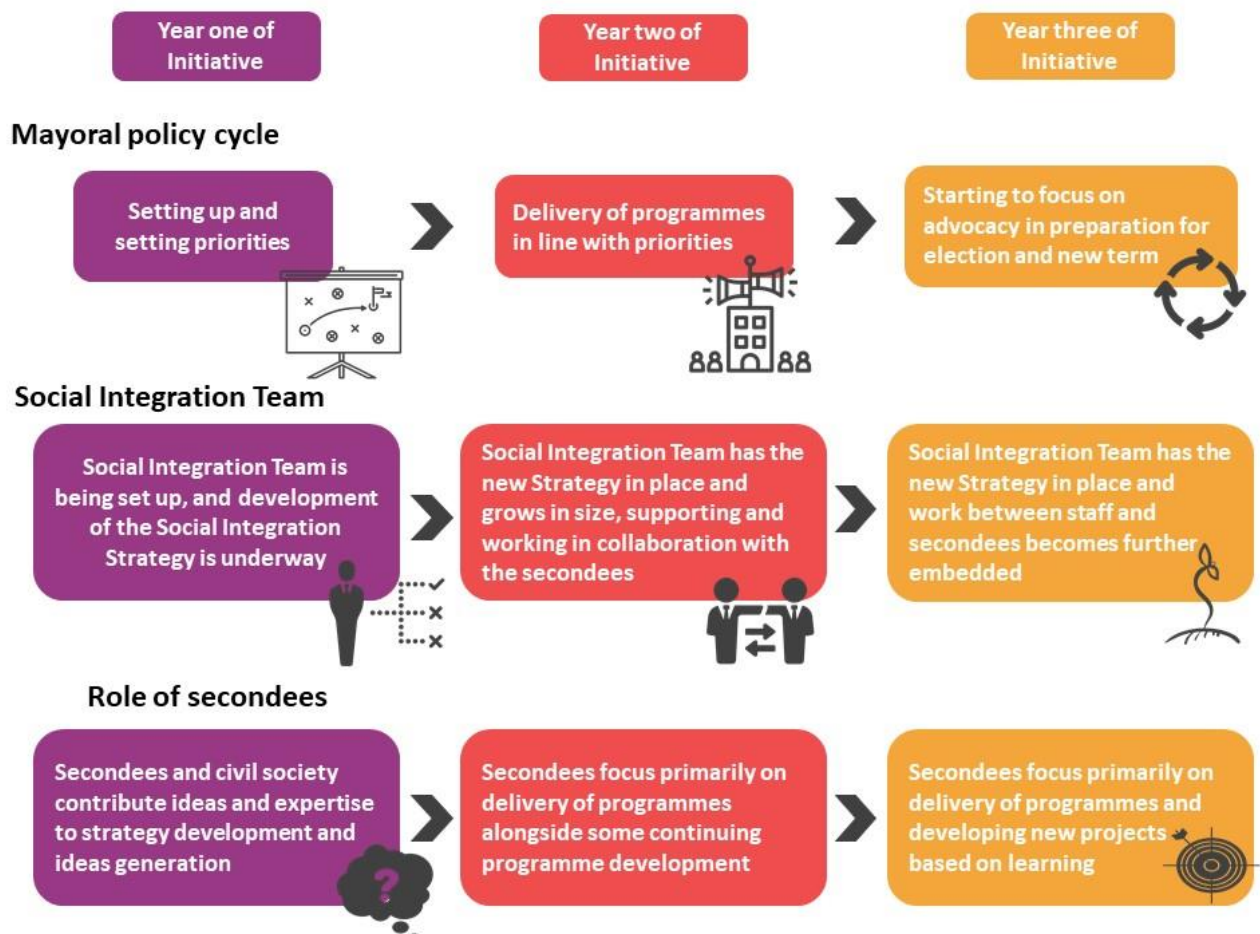 Year one of
Initiative
Year two of
Initiative
Year three of
Initiative
Mayoral policy cycle
Setting up and
setting priorities
Delivery of programmes
in line with priorities
Starting to focus on
advocacy in preparation for
election and new term
Social Integration Team
Social Integration Team is
being set up, and development
of the Social Integration
Strategy is underway
Social Integration Team has the
new Strategy in place and
grows in size, supporting and
working in collaboration with
the secondees
Social Integration Team has the
new Strategy in place and
work between staff and
secondees becomes further
embedded
Role of secondees
Secondees and civil society
contribute ideas and expertise
to strategy development and
ideas generation
?
Secondees focus primarily on
delivery of programmes
alongside some continuing
programme development
Secondees focus primarily on
delivery of programmes and
developing new projects
based on learning